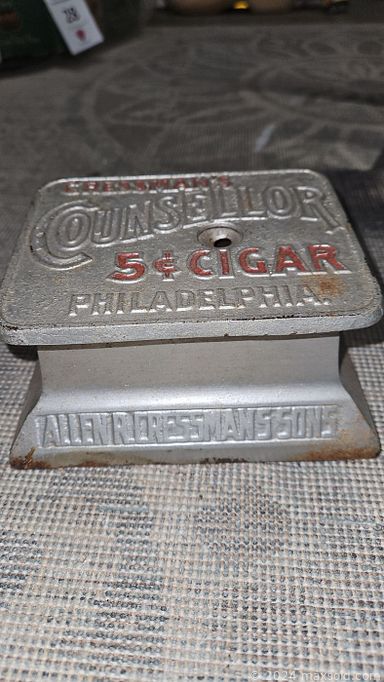 CRESSMAN'S
COUNSELLOR
5¢ CIGAR
PHILADELPHIA.
ALLEN R. CRESSMAN'S SONS
© 2024 maxsold.com